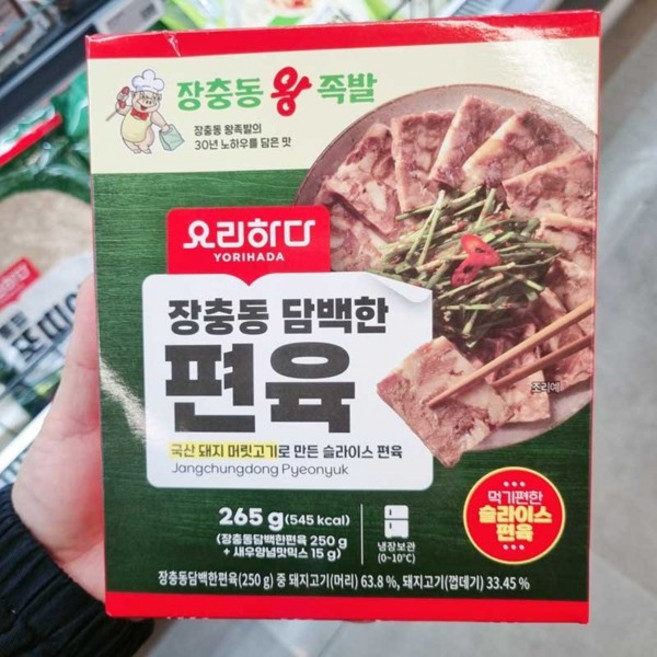 장충동 왕 족발
장충동 왕족발의
30년 노하우를 담은 맛
요리하다
YORIHADA
장충동 담백한
편육
국산 돼지 머릿고기로 만든 슬라이스 편육
Jangchungdong Pyeonyuk
조리예
265 g (545 kcal)
(장충동담백한편육 250 g
+ 새우양념맛믹스 15 g)
냉장보관
(0~10℃)
먹기편한
슬라이스
편육
장충동담백한편육(250 g) 중 돼지고기(머리) 63.8 %, 돼지고기(껍데기) 33.45 %